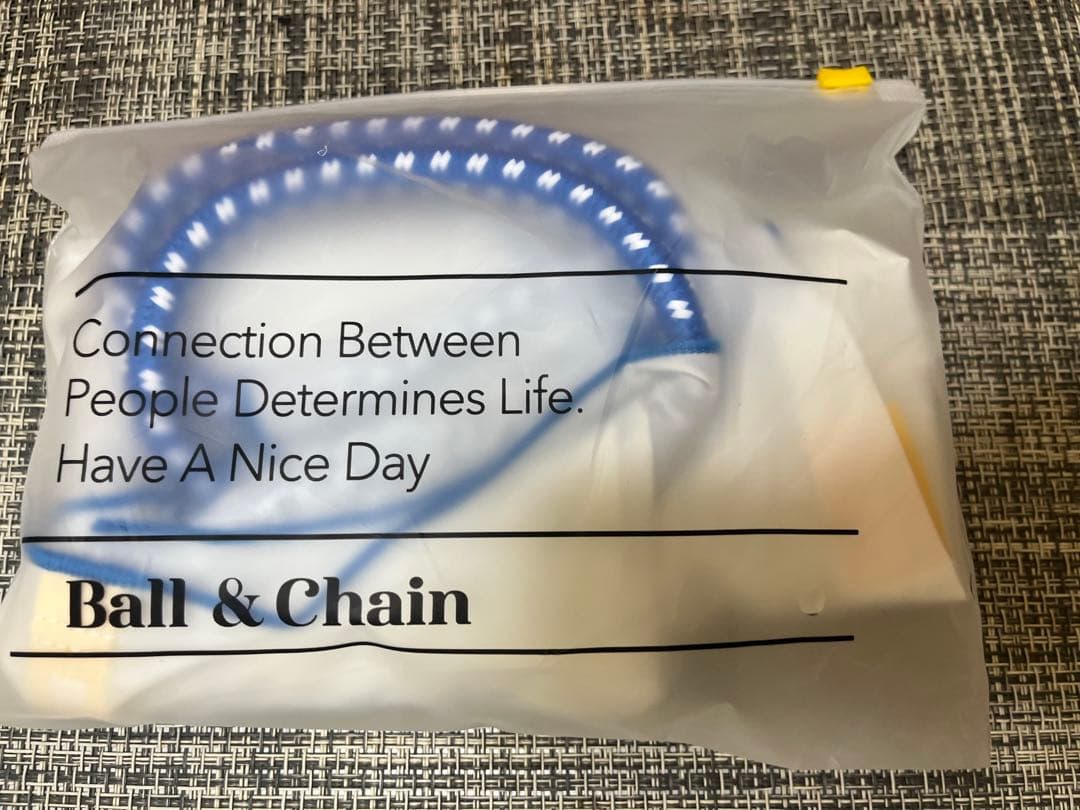 Connection Between
People Determines Life.
Have A Nice Day
Ball & Chain